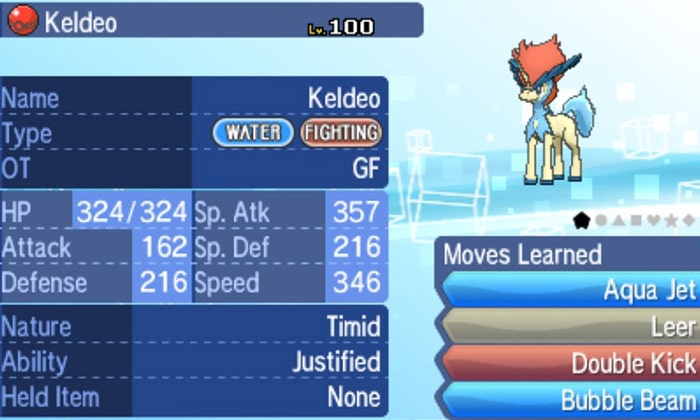 Keldeo Lv.100
Name Keldeo
Type WATER FIGHTING
OT GF
HP 324/324 Sp. Atk 357
Attack 162 Sp. Def 216
Defense 216 Speed 346
Nature Timid
Ability Justified
Held Item None
Moves Learned
Aqua Jet
Leer
Double Kick
Bubble Beam